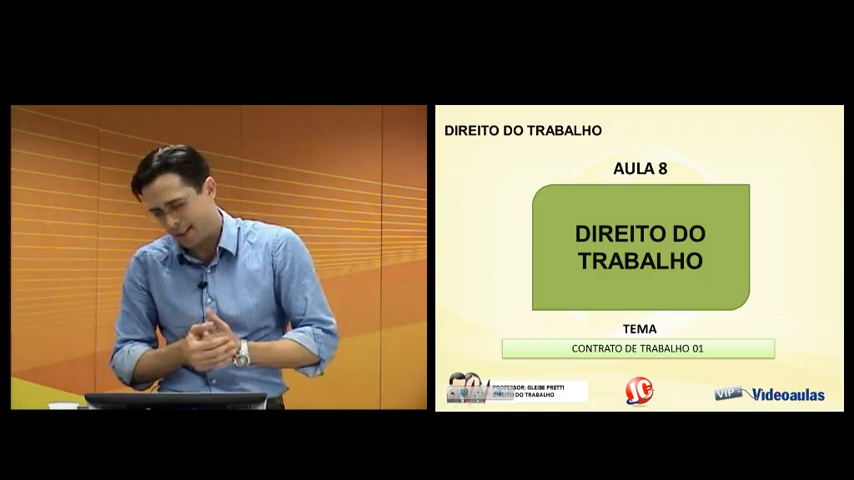 DIREITO DO TRABALHO
AULA 8
DIREITO DO
TRABALHO
TEMA
CONTRATO DE TRABALHO 01
PROFESSOR: GLEIBE PRETTI
DIREITO DO TRABALHO
JC
VIP Videoaulas